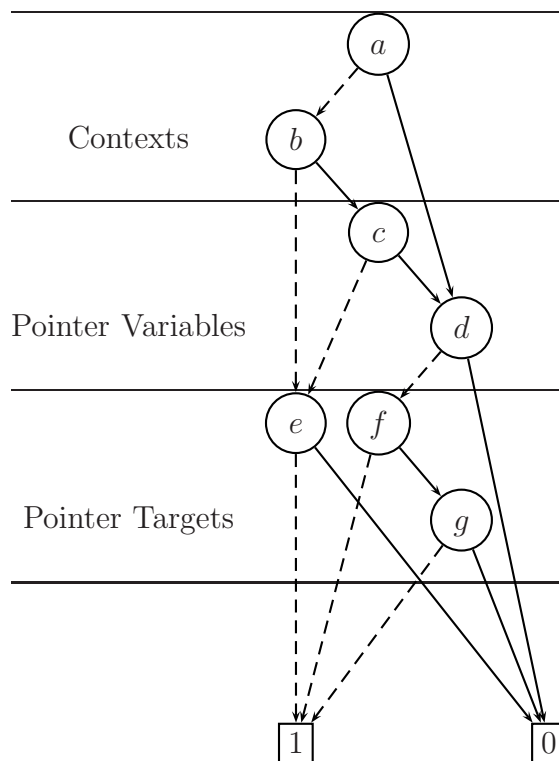 a
Contexts
b
c
Pointer Variables
d
e f
Pointer Targets
g
1 0